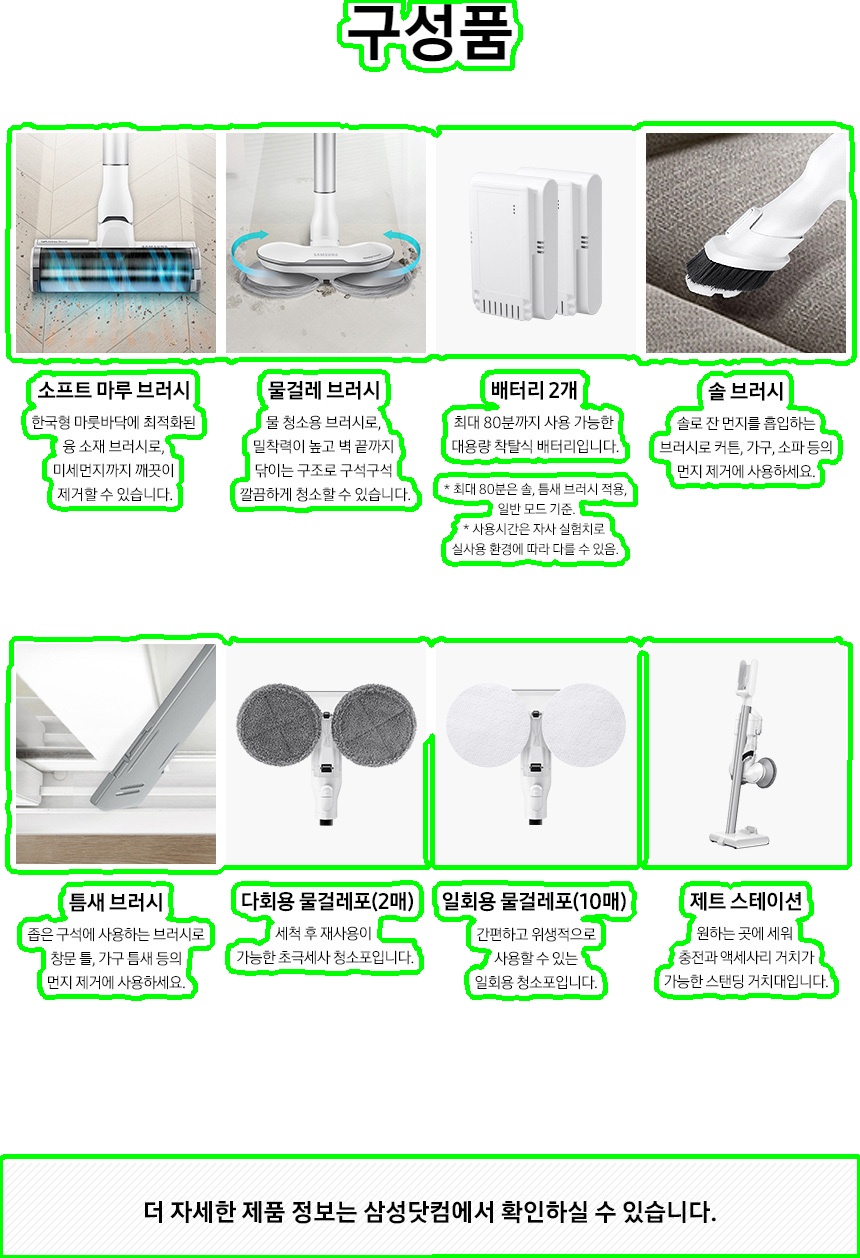 구성품
SAMSUNG
소프트 마루 브러시
한국형 마룻바닥에 최적화된
융 소재 브러시로,
미세먼지까지 깨끗이
제거할 수 있습니다.
물걸레 브러시
물 청소용 브러시로,
밀착력이 높고 벽 끝까지
닦이는 구조로 구석구석
깔끔하게 청소할 수 있습니다.
배터리 2개
최대 80분까지 사용 가능한
대용량 착탈식 배터리입니다.
* 최대 80분은 솔, 틈새 브러시 적용,
일반 모드 기준.
* 사용시간은 자사 실험치로
실사용 환경에 따라 다를 수 있음.
솔 브러시
솔로 잔 먼지를 흡입하는
브러시로 커튼, 가구, 소파 등의
먼지 제거에 사용하세요.
틈새 브러시
좁은 구석에 사용하는 브러시로
창문 틀, 가구 틈새 등의
먼지 제거에 사용하세요.
다회용 물걸레포(2매)
세척 후 재사용이
가능한 초극세사 청소포입니다.
일회용 물걸레포(10매)
간편하고 위생적으로
사용할 수 있는
일회용 청소포입니다.
제트 스테이션
원하는 곳에 세워
충전과 액세사리 거치가
가능한 스탠딩 거치대입니다.
더 자세한 제품 정보는 삼성닷컴에서 확인하실 수 있습니다.